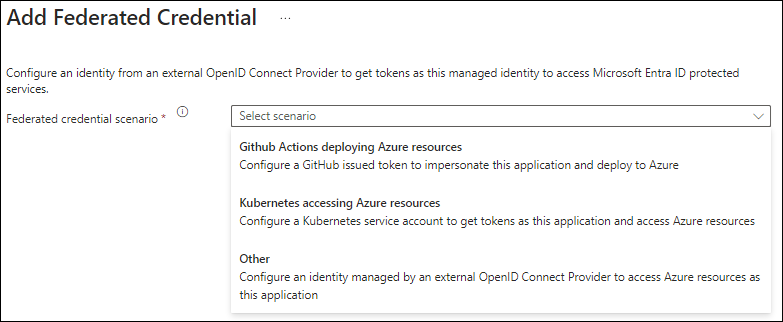 Add Federated Credential ...
Configure an identity from an external OpenID Connect Provider to get tokens as this managed identity to access Microsoft Entra ID protected
services.
Federated credential scenario *
Select scenario
Github Actions deploying Azure resources
Configure a GitHub issued token to impersonate this application and deploy to Azure
Kubernetes accessing Azure resources
Configure a Kubernetes service account to get tokens as this application and access Azure resources
Other
Configure an identity managed by an external OpenID Connect Provider to access Azure resources as
this application